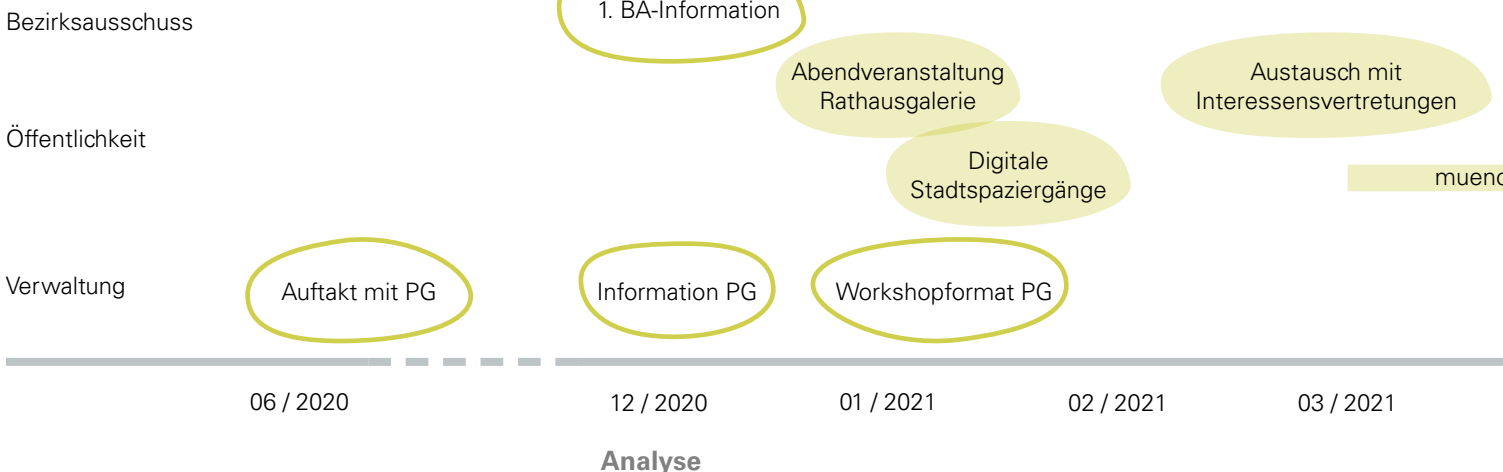 Bezirksausschuss
1. BA-Information
Abendveranstaltung
Rathausgalerie
Austausch mit
Interessensvertretungen
Öffentlichkeit
Digitale
Stadtspaziergänge
Verwaltung
Auftakt mit PG
Information PG
Workshopformat PG
06 / 2020
12 / 2020
01 / 2021
02 / 2021
03 / 2021
Analyse